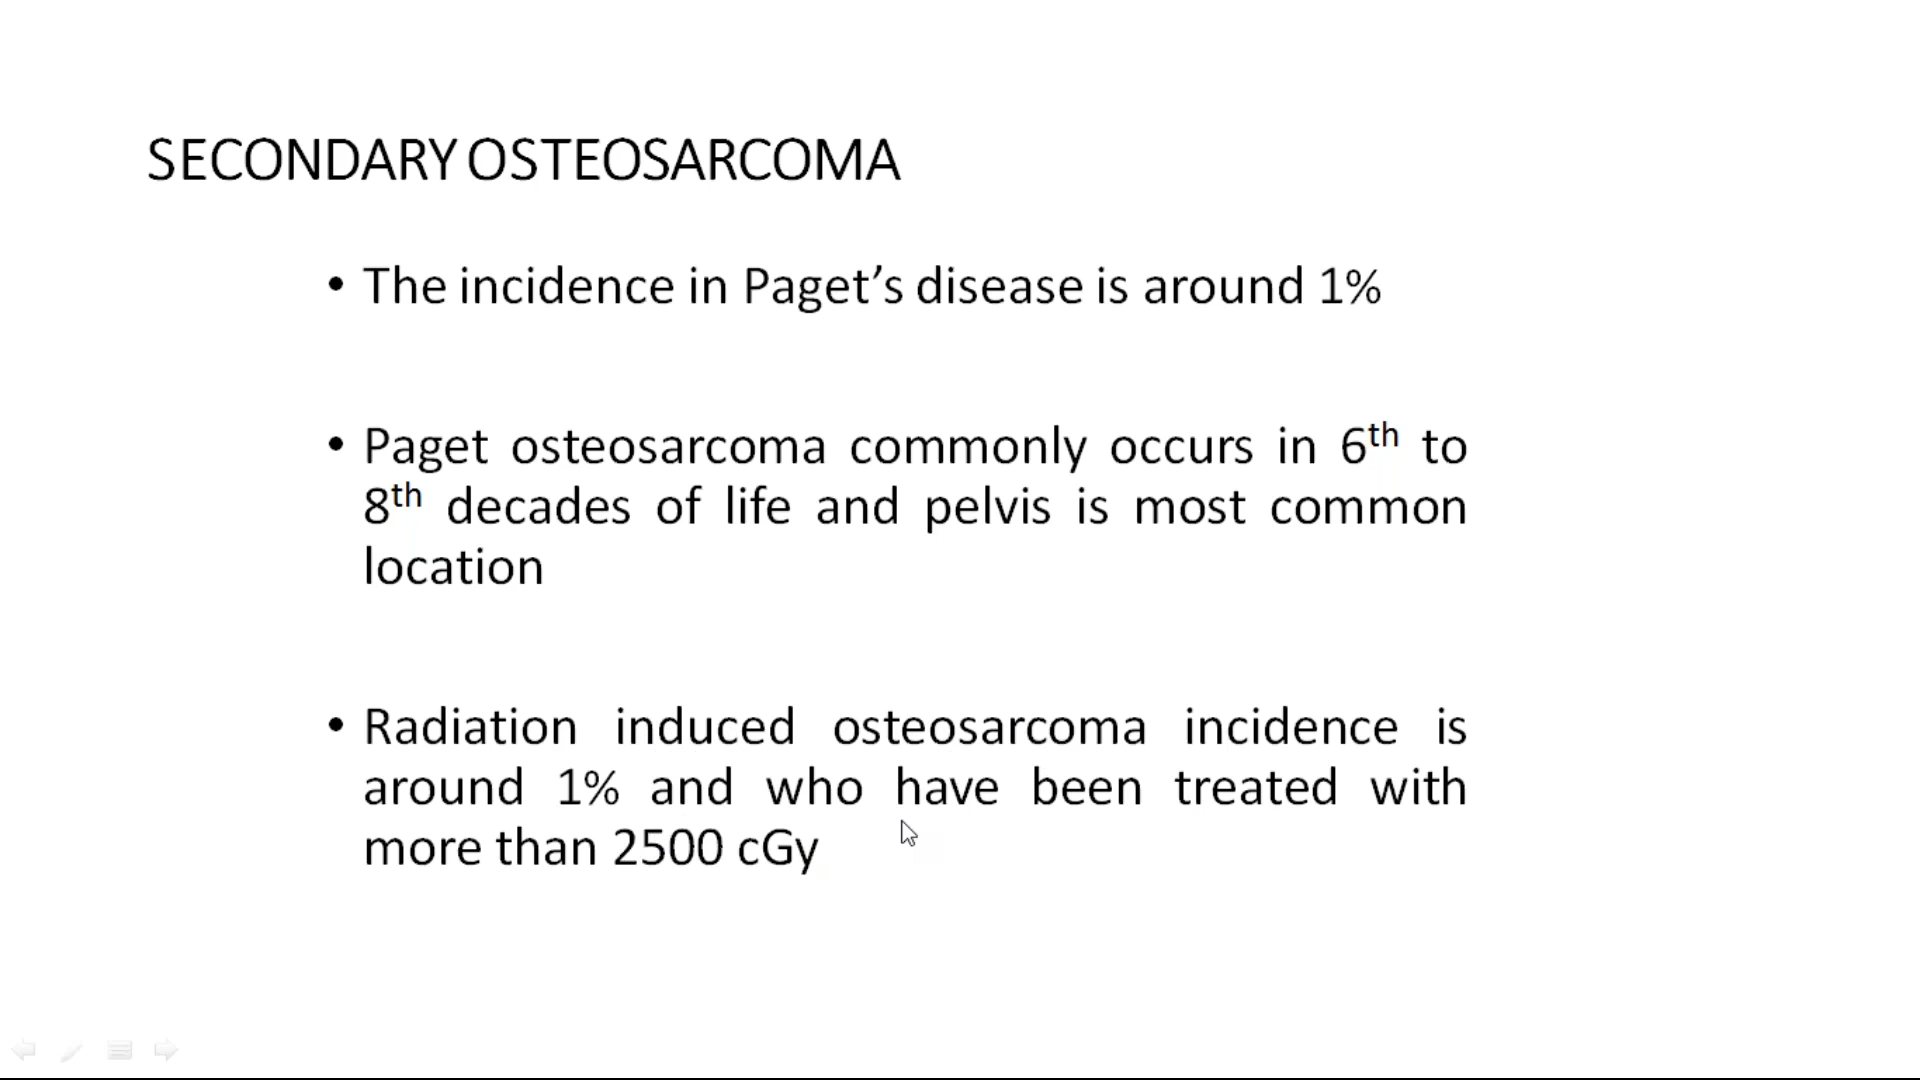 SECONDARY OSTEOSARCOMA
• The incidence in Paget’s disease is around 1%
• Paget osteosarcoma commonly occurs in 6th to
8th decades of life and pelvis is most common
location
• Radiation induced osteosarcoma incidence is
around 1% and who have been treated with
more than 2500 cGy